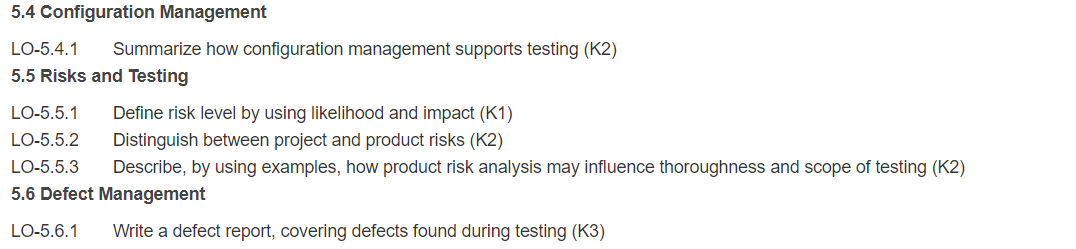 5.4 Configuration Management
LO-5.4.1 Summarize how configuration management supports testing (K2)
5.5 Risks and Testing
LO-5.5.1 Define risk level by using likelihood and impact (K1)
LO-5.5.2 Distinguish between project and product risks (K2)
LO-5.5.3 Describe, by using examples, how product risk analysis may influence thoroughness and scope of testing (K2)
5.6 Defect Management
LO-5.6.1 Write a defect report, covering defects found during testing (K3)